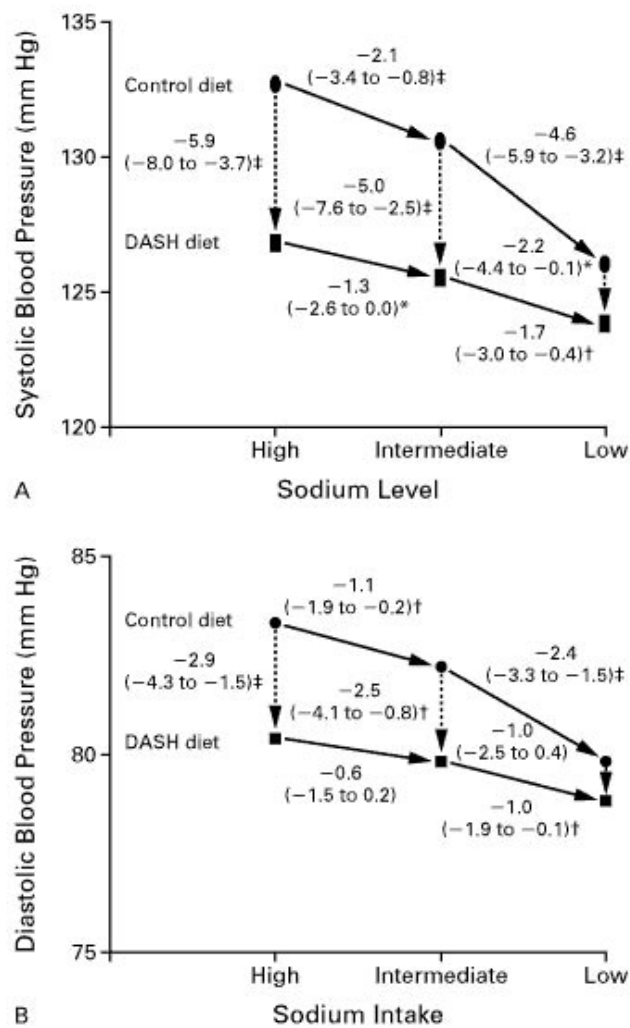 Systolic Blood Pressure (mm Hg)
135
130
125
120
Control diet
−2.1
(−3.4 to −0.8)‡
−5.9
(−8.0 to −3.7)‡
−4.6
(−5.9 to −3.2)‡
−5.0
(−7.6 to −2.5)‡
DASH diet
−2.2
(−4.4 to −0.1)*
−1.3
(−2.6 to 0.0)*
−1.7
(−3.0 to −0.4)†
High
Intermediate
Low
A
Sodium Level
Diastolic Blood Pressure (mm Hg)
85
80
75
−1.1
(−1.9 to −0.2)†
Control diet
−2.9
(−4.3 to −1.5)‡
−2.4
(−3.3 to −1.5)‡
−2.5
(−4.1 to −0.8)†
DASH diet
−1.0
(−2.5 to 0.4)
−0.6
(−1.5 to 0.2)
−1.0
(−1.9 to −0.1)†
High
Intermediate
Low
B
Sodium Intake